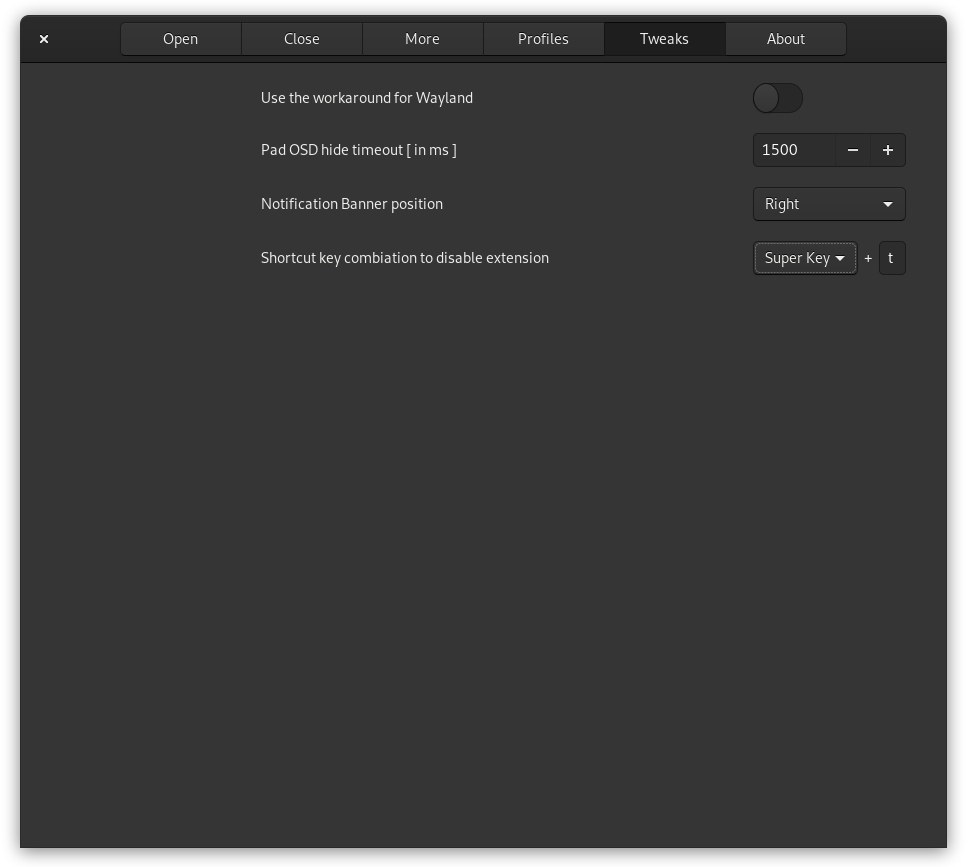 Open Close More Profiles Tweaks About
Use the workaround for Wayland
Pad OSD hide timeout [ in ms ] 1500 − +
Notification Banner position Right
Shortcut key combiation to disable extension Super Key + t